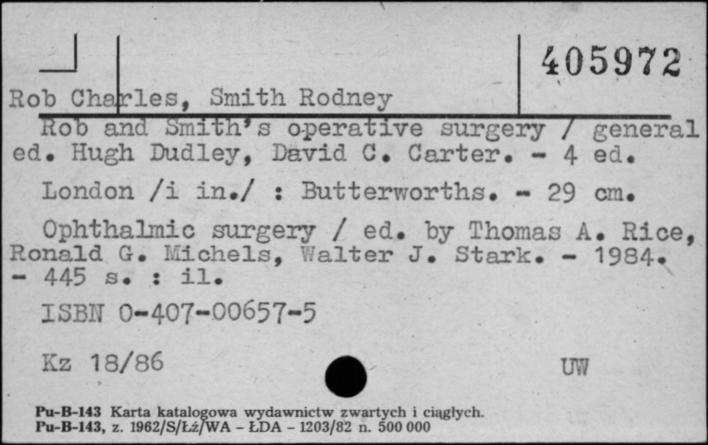 405972
Rob Charles, Smith Rodney
Rob and Smith's operative surgery / general
ed. Hugh Dudley, David C. Carter. - 4 ed.
London /i in./ : Butterworths. - 29 cm.
Ophthalmic surgery / ed. by Thomas A. Rice,
Ronald G. Michels, Walter J. Stark. - 1984.
- 445 s. : il.
ISBN 0-407-00657-5
Kz 18/86 UW
Pu-B-143 Karta katalogowa wydawnictw zwartych i ciągłych.
Pu-B-143, z. 1962/S/Łź/WA - ŁDA - 1203/82 n. 500 000